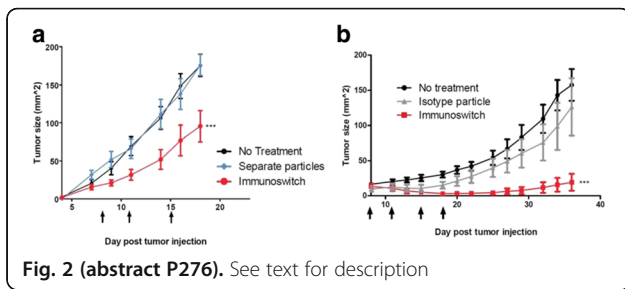 a
b
200
150
100
50
0
Tumor size (mm^2)
5
10
15
20
Day post tumor injection
No Treatment
Separate particles
Immunoswitch
***
200
150
100
50
0
Tumor size (mm^2)
10
20
30
40
Day post tumor injection
No treatment
Isotype particle
Immunoswitch
***
Fig. 2 (abstract P276). See text for description